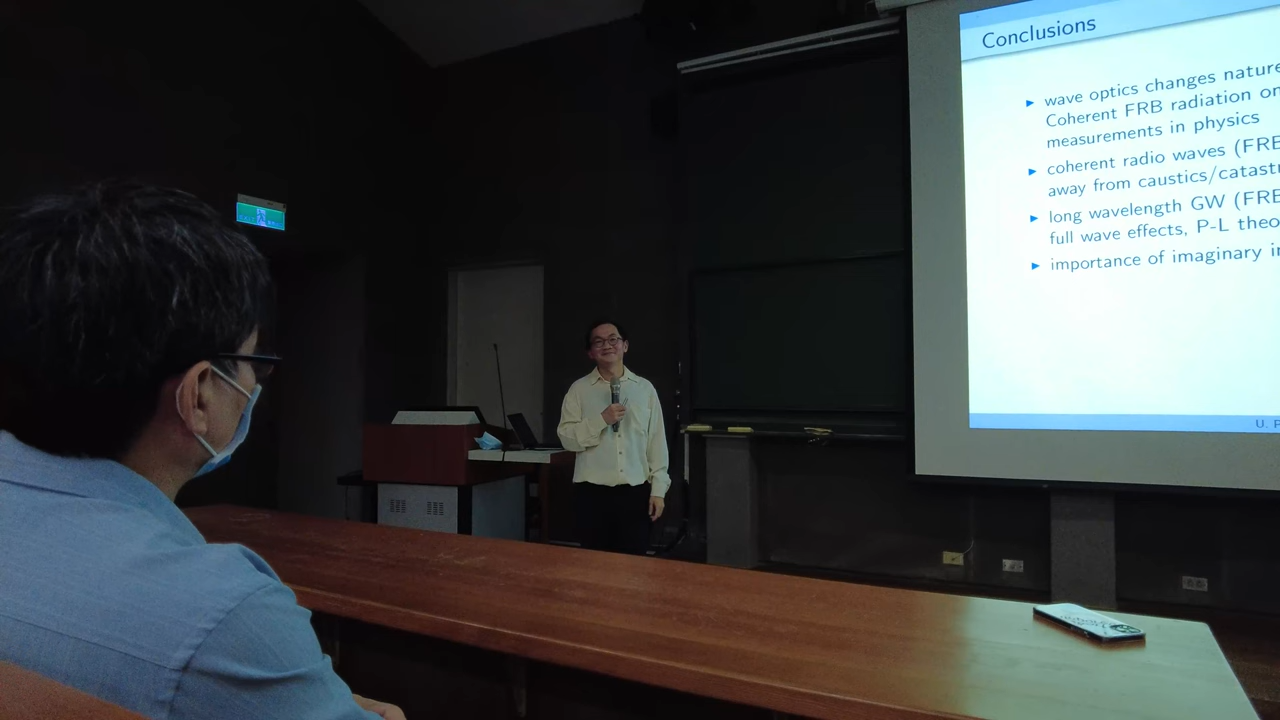 Conclusions
wave optics changes nature
Coherent FRB radiation on
measurements in physics
coherent radio waves (FRB
away from caustics/catastr
long wavelength GW (FRB
full wave effects, P-L theo
importance of imaginary i
U. P